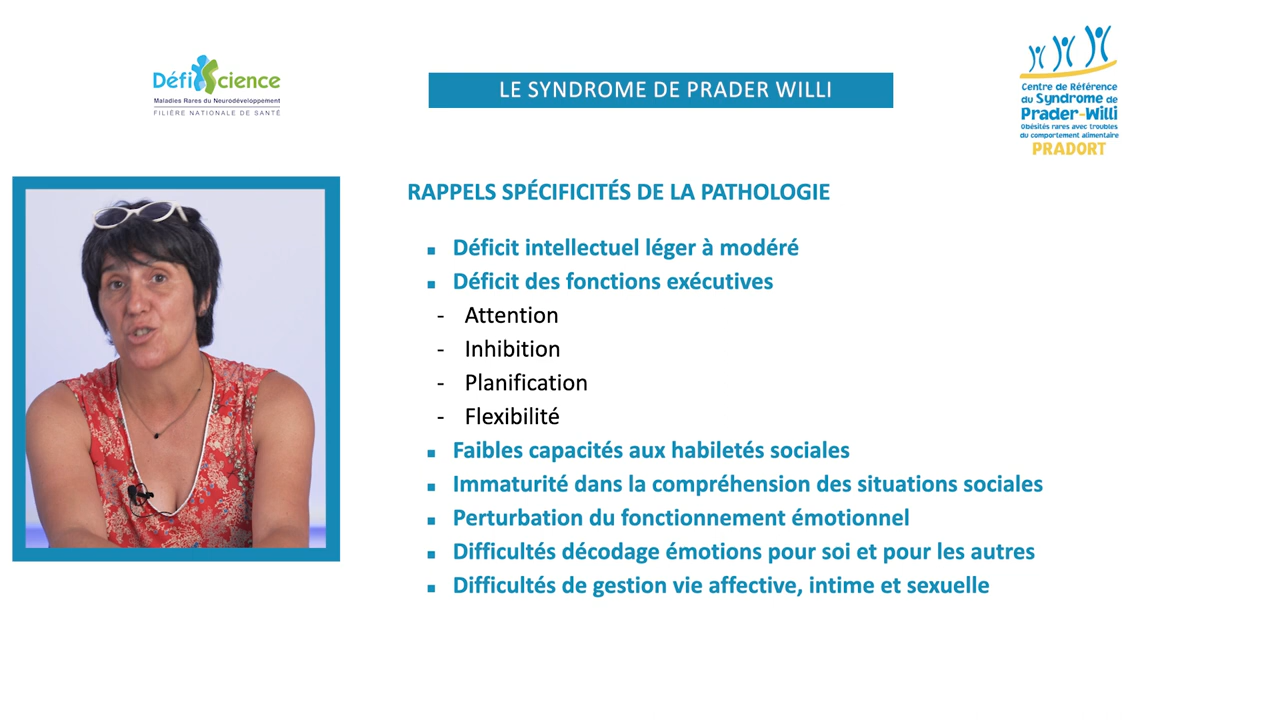 DéfiScience
Maladies Rares du Neurodéveloppement
FILIÈRE NATIONALE DE SANTÉ
LE SYNDROME DE PRADER WILLI
Centre de Référence
du Syndrome de
Prader-Willi
Obésités rares avec troubles
du comportement alimentaire
PRADORT
RAPPELS SPÉCIFICITÉS DE LA PATHOLOGIE
▪ Déficit intellectuel léger à modéré
▪ Déficit des fonctions exécutives
- Attention
- Inhibition
- Planification
- Flexibilité
▪ Faibles capacités aux habiletés sociales
▪ Immaturité dans la compréhension des situations sociales
▪ Perturbation du fonctionnement émotionnel
▪ Difficultés décodage émotions pour soi et pour les autres
▪ Difficultés de gestion vie affective, intime et sexuelle